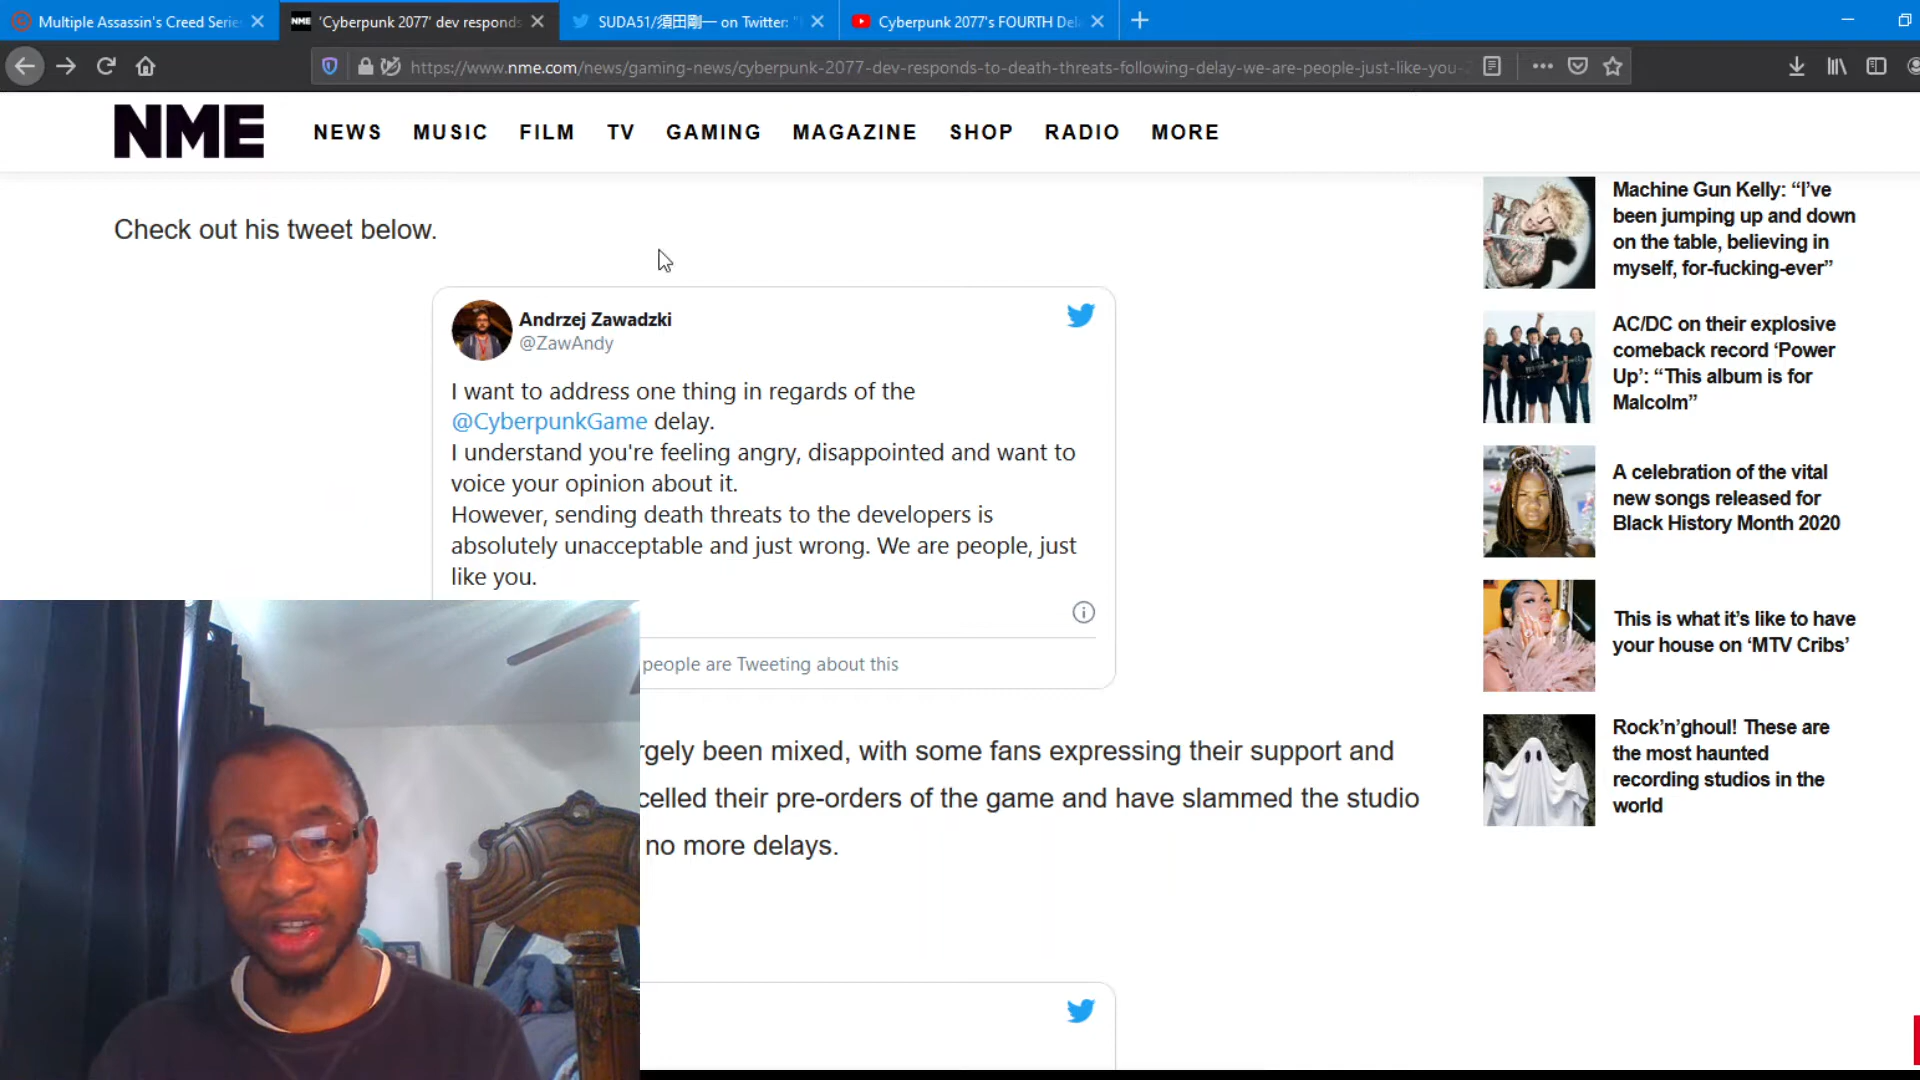 Multiple Assassin's Creed Serie
'Cyberpunk 2077' dev responds
SUDA51/須田剛一 on Twitter: "
Cyberpunk 2077's FOURTH Del
https://www.nme.com/news/gaming-news/cyberpunk-2077-dev-responds-to-death-threats-following-delay-we-are-people-just-like-you-
NME
NEWS MUSIC FILM TV GAMING MAGAZINE SHOP RADIO MORE
Check out his tweet below.
Andrzej Zawadzki
@ZawAndy
I want to address one thing in regards of the
@CyberpunkGame delay.
I understand you're feeling angry, disappointed and want to
voice your opinion about it.
However, sending death threats to the developers is
absolutely unacceptable and just wrong. We are people, just
like you.
people are Tweeting about this
rgely been mixed, with some fans expressing their support and
celled their pre-orders of the game and have slammed the studio
no more delays.
Machine Gun Kelly: “I’ve
been jumping up and down
on the table, believing in
myself, for-fucking-ever”
AC/DC on their explosive
comeback record ‘Power
Up’: “This album is for
Malcolm”
A celebration of the vital
new songs released for
Black History Month 2020
This is what it’s like to have
your house on ‘MTV Cribs’
Rock’n’ghoul! These are
the most haunted
recording studios in the
world